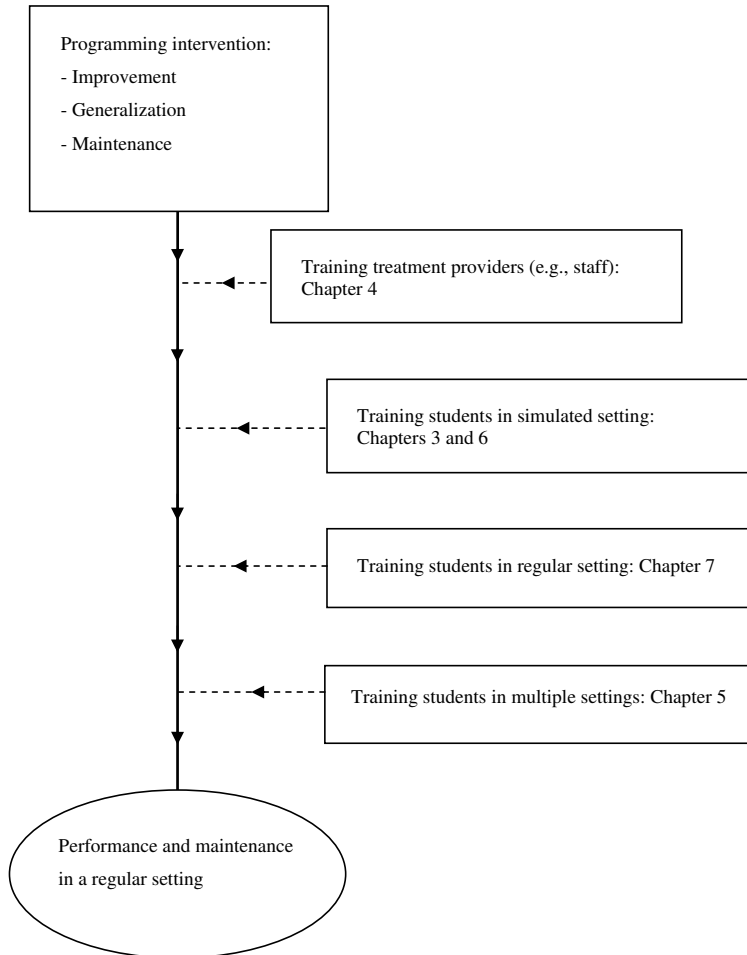 Programming intervention:
- Improvement
- Generalization
- Maintenance
Training treatment providers (e.g., staff):
Chapter 4
Training students in simulated setting:
Chapters 3 and 6
Training students in regular setting: Chapter 7
Training students in multiple settings: Chapter 5
Performance and maintenance
in a regular setting